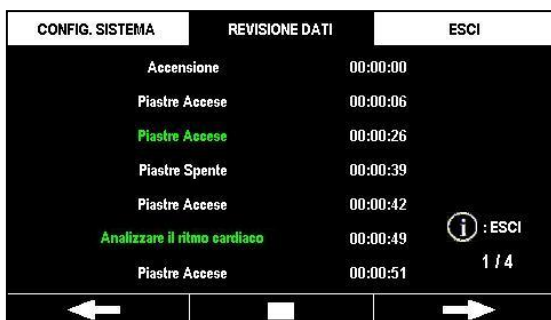 CONFIG. SISTEMA REVISIONE DATI ESCI
Accensione 00:00:00
Piastre Accese 00:00:06
Piastre Accese 00:00:26
Piastre Spente 00:00:39
Piastre Accese 00:00:42
Analizzare il ritmo cardiaco 00:00:49
i : ESCI
Piastre Accese 00:00:51
1 / 4